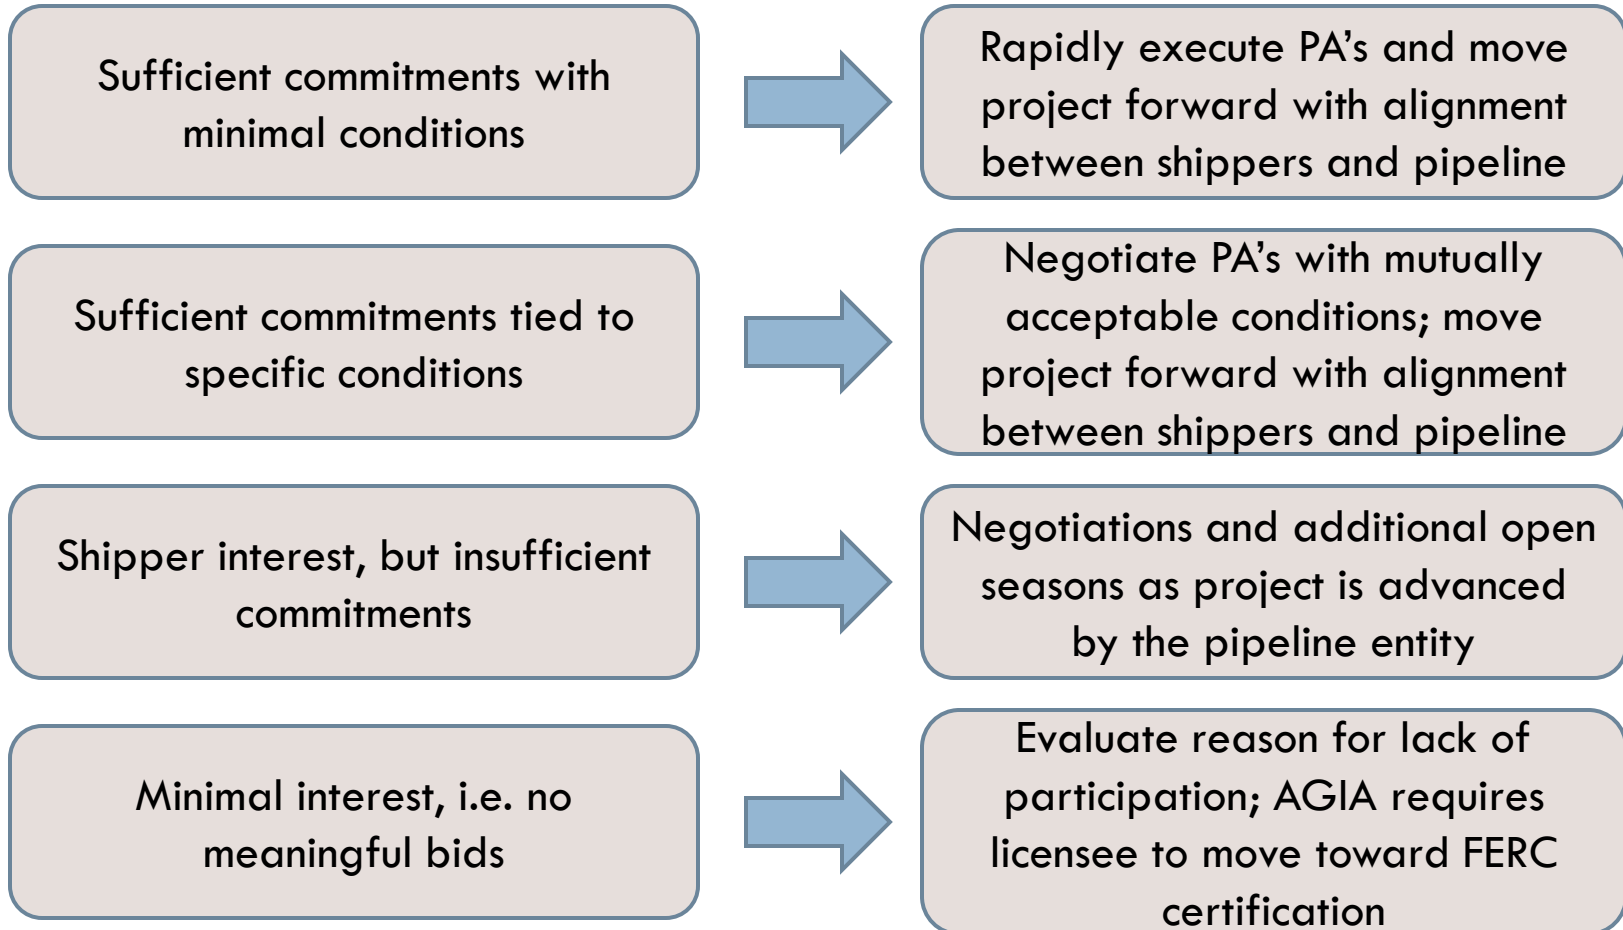 Sufficient commitments with
minimal conditions
Rapidly execute PA’s and move
project forward with alignment
between shippers and pipeline
Sufficient commitments tied to
specific conditions
Negotiate PA’s with mutually
acceptable conditions; move
project forward with alignment
between shippers and pipeline
Shipper interest, but insufficient
commitments
Negotiations and additional open
seasons as project is advanced
by the pipeline entity
Minimal interest, i.e. no
meaningful bids
Evaluate reason for lack of
participation; AGIA requires
licensee to move toward FERC
certification